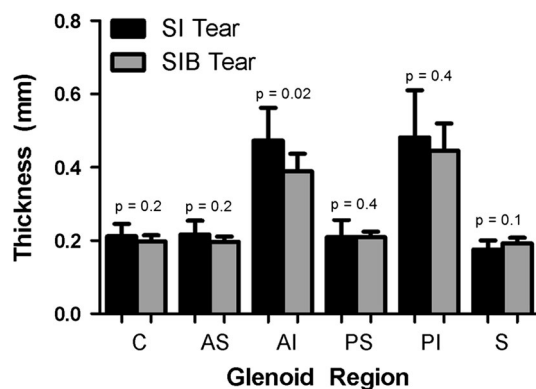 SI Tear
SIB Tear
Thickness (mm)
0.8
0.6
0.4
0.2
0.0
p = 0.2
p = 0.2
p = 0.02
p = 0.4
p = 0.4
p = 0.1
C AS AI PS PI S
Glenoid Region